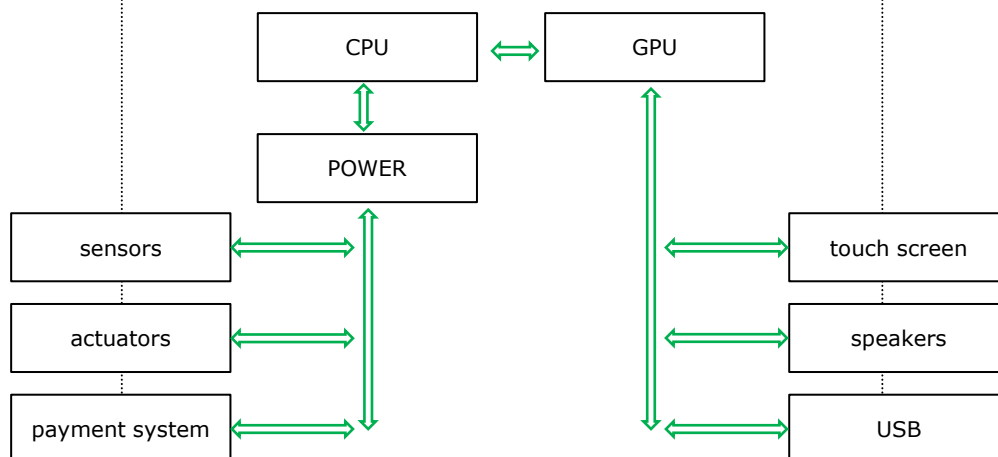 CPU
GPU
POWER
sensors
touch screen
actuators
speakers
payment system
USB